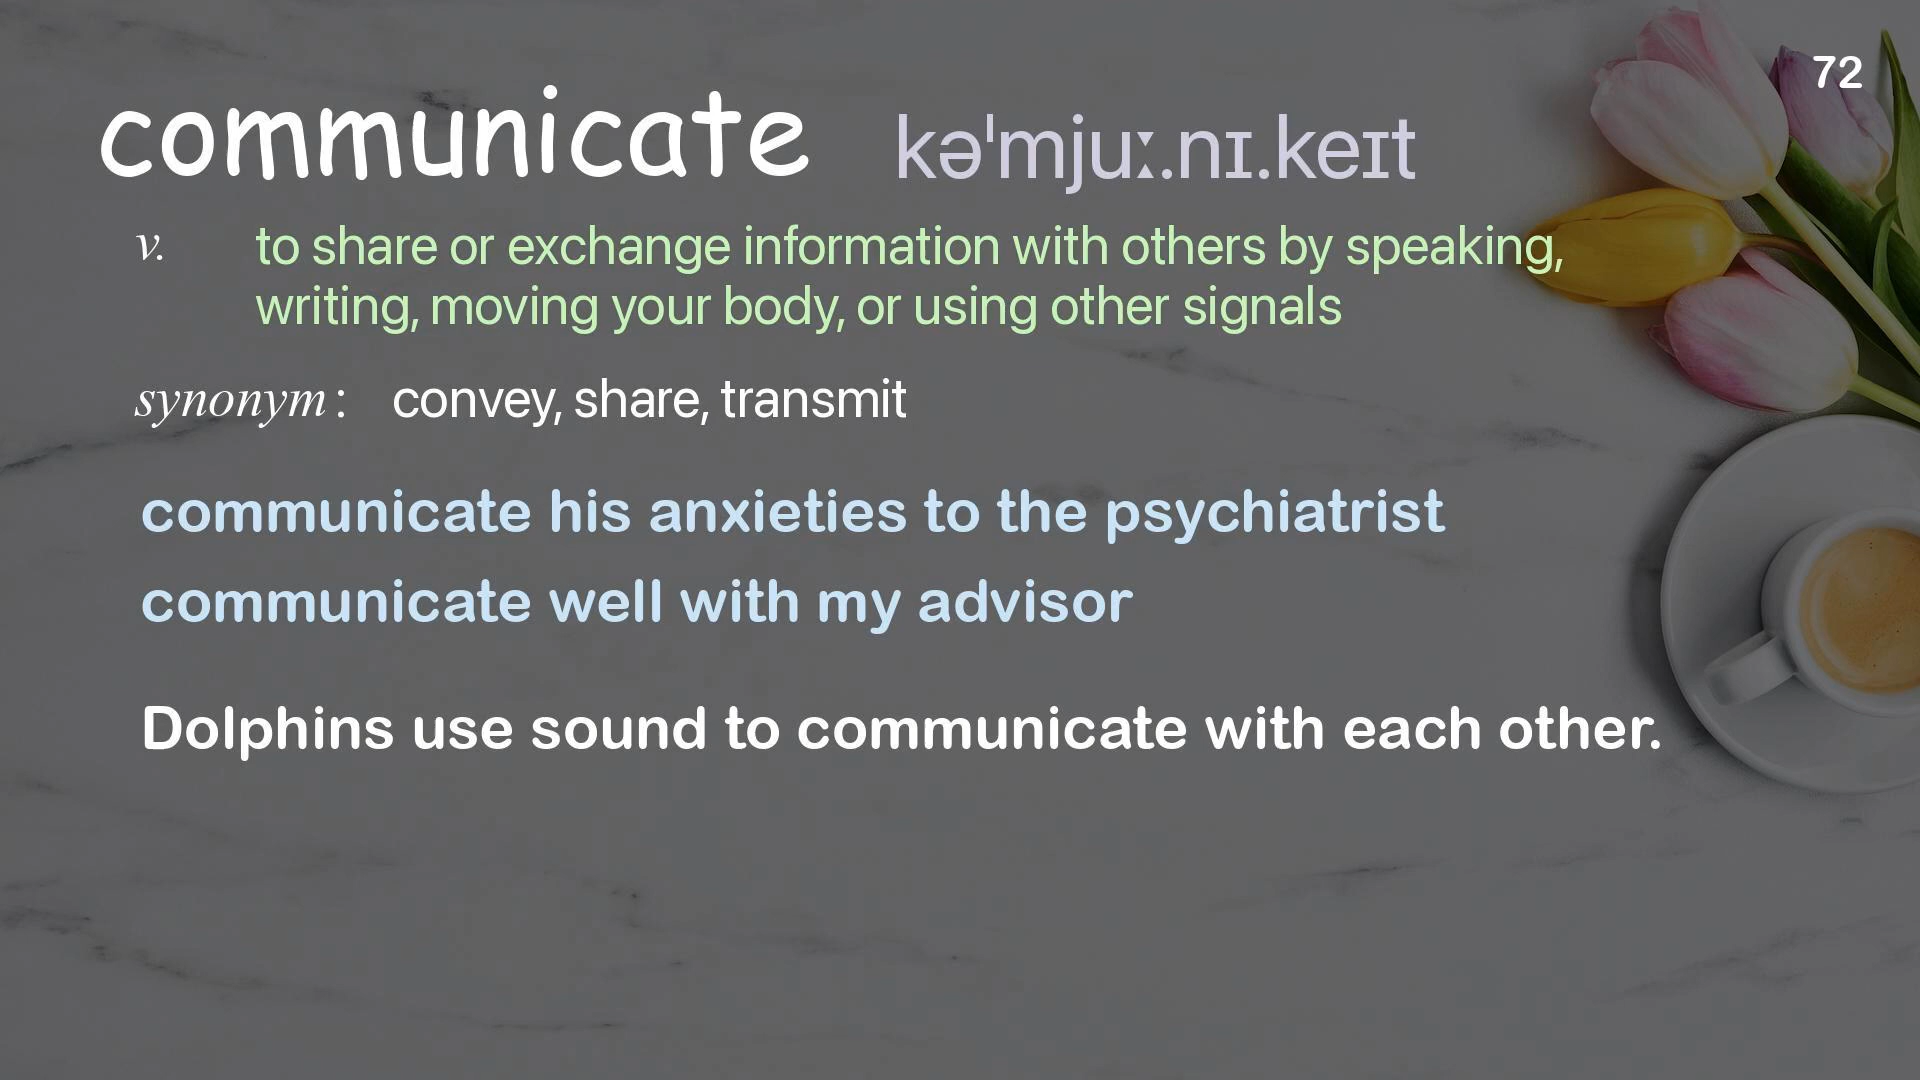 72
communicate kəˈmjuː.nɪ.keɪt
v. to share or exchange information with others by speaking,
writing, moving your body, or using other signals
synonym : convey, share, transmit
communicate his anxieties to the psychiatrist
communicate well with my advisor
Dolphins use sound to communicate with each other.